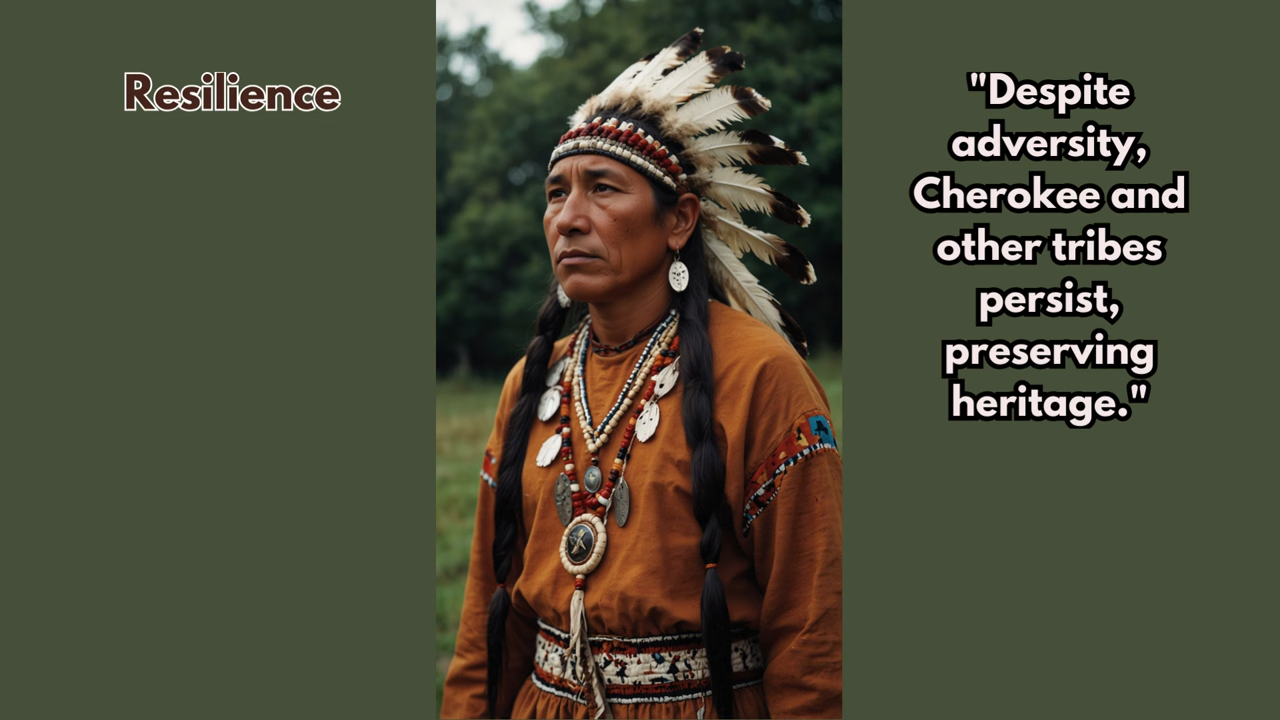 Resilience
"Despite
adversity,
Cherokee and
other tribes
persist,
preserving
heritage."